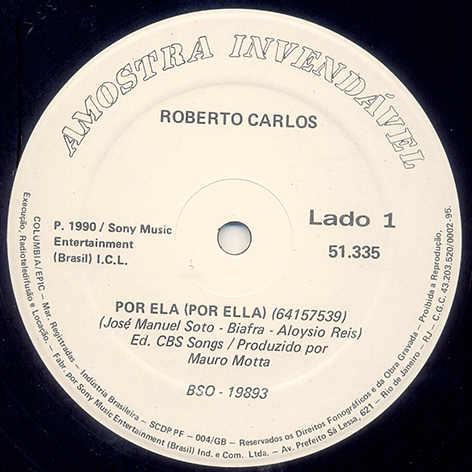 AMOSTRA INVENDÁVEL
ROBERTO CARLOS
P. 1990 / Sony Music
Entertainment
(Brasil) I.C.L.
Lado 1
51.335
POR ELA (POR ELLA) (64157539)
(José Manuel Soto - Biafra - Aloysio Reis)
Ed. CBS Songs / Produzido por
Mauro Motta
BSO - 19893
COLUMBIA/EPIC - Mar. Registradas - Indústria Brasileira - SCDP PF - 004/GB - Reservados os Direitos Fonográficos e da Obra Gravada - Proibida a Reprodução,
Execução, Radioteledifusão e Locação. - Fabr. por Sony Music Entertainment (Brasil) Ind. e Com. Ltda. - Av. Prefeito Sá Lessa, 621 - Rio de Janeiro - RJ - C.G.C. 43.203.520/0002-95.